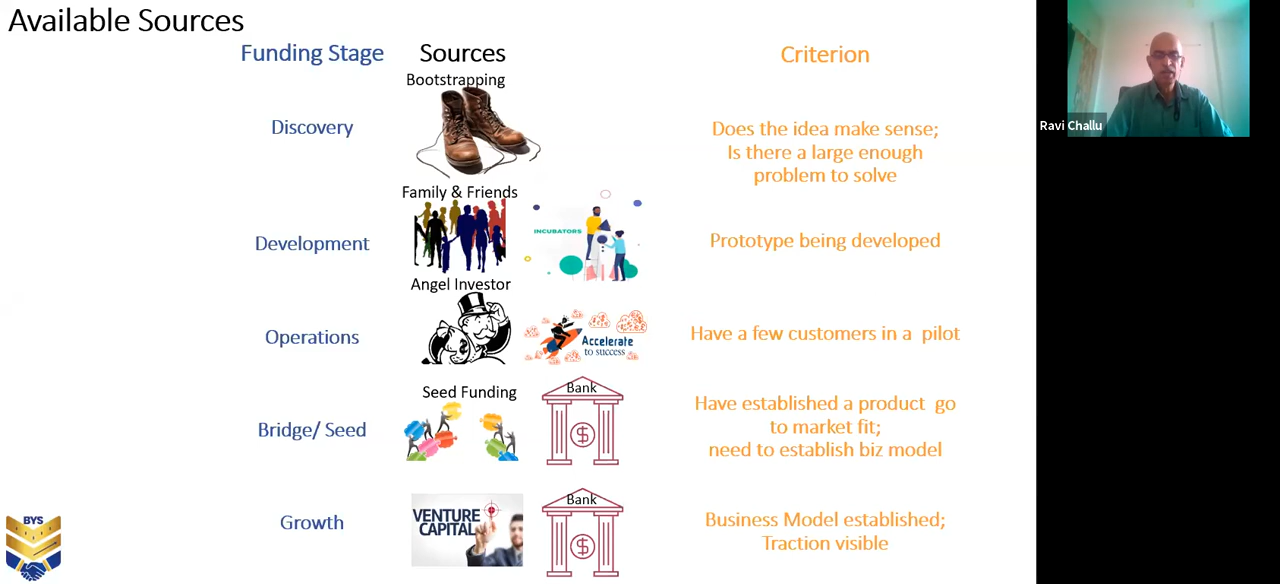 Available Sources
Funding Stage
Sources
Criterion
Bootstrapping
Discovery
Does the idea make sense;
Is there a large enough
problem to solve
Family & Friends
INCUBATORS
Development
Prototype being developed
Angel Investor
Operations
Accelerate
to success
Have a few customers in a pilot
Seed Funding
Bank
$
Bridge/ Seed
Have established a product go
to market fit;
need to establish biz model
Growth
VENTURE
CAPITAL
Bank
$
Business Model established;
Traction visible
BYS
Ravi Challu